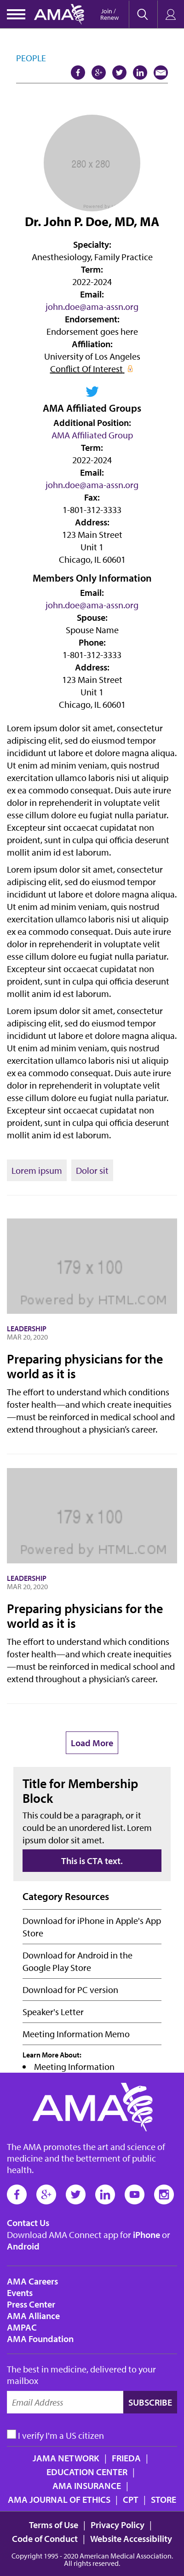 AMA
Join /
Renew
PEOPLE
280 x 280
Powered by
Dr. John P. Doe, MD, MA
Specialty:
Anesthesiology, Family Practice
Term:
2022-2024
Email:
john.doe@ama-assn.org
Endorsement:
Endorsement goes here
Affiliation:
University of Los Angeles
Conflict Of Interest
AMA Affiliated Groups
Additional Position:
AMA Affiliated Group
Term:
2022-2024
Email:
john.doe@ama-assn.org
Fax:
1-801-312-3333
Address:
123 Main Street
Unit 1
Chicago, IL 60601
Members Only Information
Email:
john.doe@ama-assn.org
Spouse:
Spouse Name
Phone:
1-801-312-3333
Address:
123 Main Street
Unit 1
Chicago, IL 60601
Lorem ipsum dolor sit amet, consectetur
adipiscing elit, sed do eiusmod tempor
incididunt ut labore et dolore magna aliqua.
Ut enim ad minim veniam, quis nostrud
exercitation ullamco laboris nisi ut aliquip ex
ea commodo consequat. Duis aute irure
dolor in reprehenderit in voluptate velit
esse cillum dolore eu fugiat nulla pariatur.
Excepteur sint occaecat cupidatat non
proident, sunt in culpa qui officia deserunt
mollit anim id est laborum.
Lorem ipsum dolor sit amet, consectetur
adipiscing elit, sed do eiusmod tempor
incididunt ut labore et dolore magna aliqua.
Ut enim ad minim veniam, quis nostrud
exercitation ullamco laboris nisi ut aliquip ex
ea commodo consequat. Duis aute irure
dolor in reprehenderit in voluptate velit
esse cillum dolore eu fugiat nulla pariatur.
Excepteur sint occaecat cupidatat non
proident, sunt in culpa qui officia deserunt
mollit anim id est laborum.
Lorem ipsum dolor sit amet, consectetur
adipiscing elit, sed do eiusmod tempor
incididunt ut labore et dolore magna aliqua.
Ut enim ad minim veniam, quis nostrud
exercitation ullamco laboris nisi ut aliquip ex
ea commodo consequat. Duis aute irure
dolor in reprehenderit in voluptate velit
esse cillum dolore eu fugiat nulla pariatur.
Excepteur sint occaecat cupidatat non
proident, sunt in culpa qui officia deserunt
mollit anim id est laborum.
Lorem ipsum Dolor sit
179 x 100
Powered by HTML.COM
LEADERSHIP
MAR 20, 2020
Preparing physicians for the
world as it is
The effort to understand which conditions
foster health—and which create inequities
—must be reinforced in medical school and
extend throughout a physician's career.
179 x 100
Powered by HTML.COM
LEADERSHIP
MAR 20, 2020
Preparing physicians for the
world as it is
The effort to understand which conditions
foster health—and which create inequities
—must be reinforced in medical school and
extend throughout a physician's career.
Load More
Title for Membership
Block
This could be a paragraph, or it
could be an unordered list. Lorem
ipsum dolor sit amet.
This is CTA text.
Category Resources
Download for iPhone in Apple's App
Store
Download for Android in the
Google Play Store
Download for PC version
Speaker's Letter
Meeting Information Memo
Learn More About:
• Meeting Information
AMA
The AMA promotes the art and science of
medicine and the betterment of public
health.
Contact Us
Download AMA Connect app for iPhone or
Android
AMA Careers
Events
Press Center
AMA Alliance
AMPAC
AMA Foundation
The best in medicine, delivered to your
mailbox
Email Address SUBSCRIBE
I verify I'm a US citizen
JAMA NETWORK | FRIEDA |
EDUCATION CENTER |
AMA INSURANCE |
AMA JOURNAL OF ETHICS | CPT | STORE
Terms of Use | Privacy Policy |
Code of Conduct | Website Accessibility
Copyright 1995 - 2020 American Medical Association.
All rights reserved.